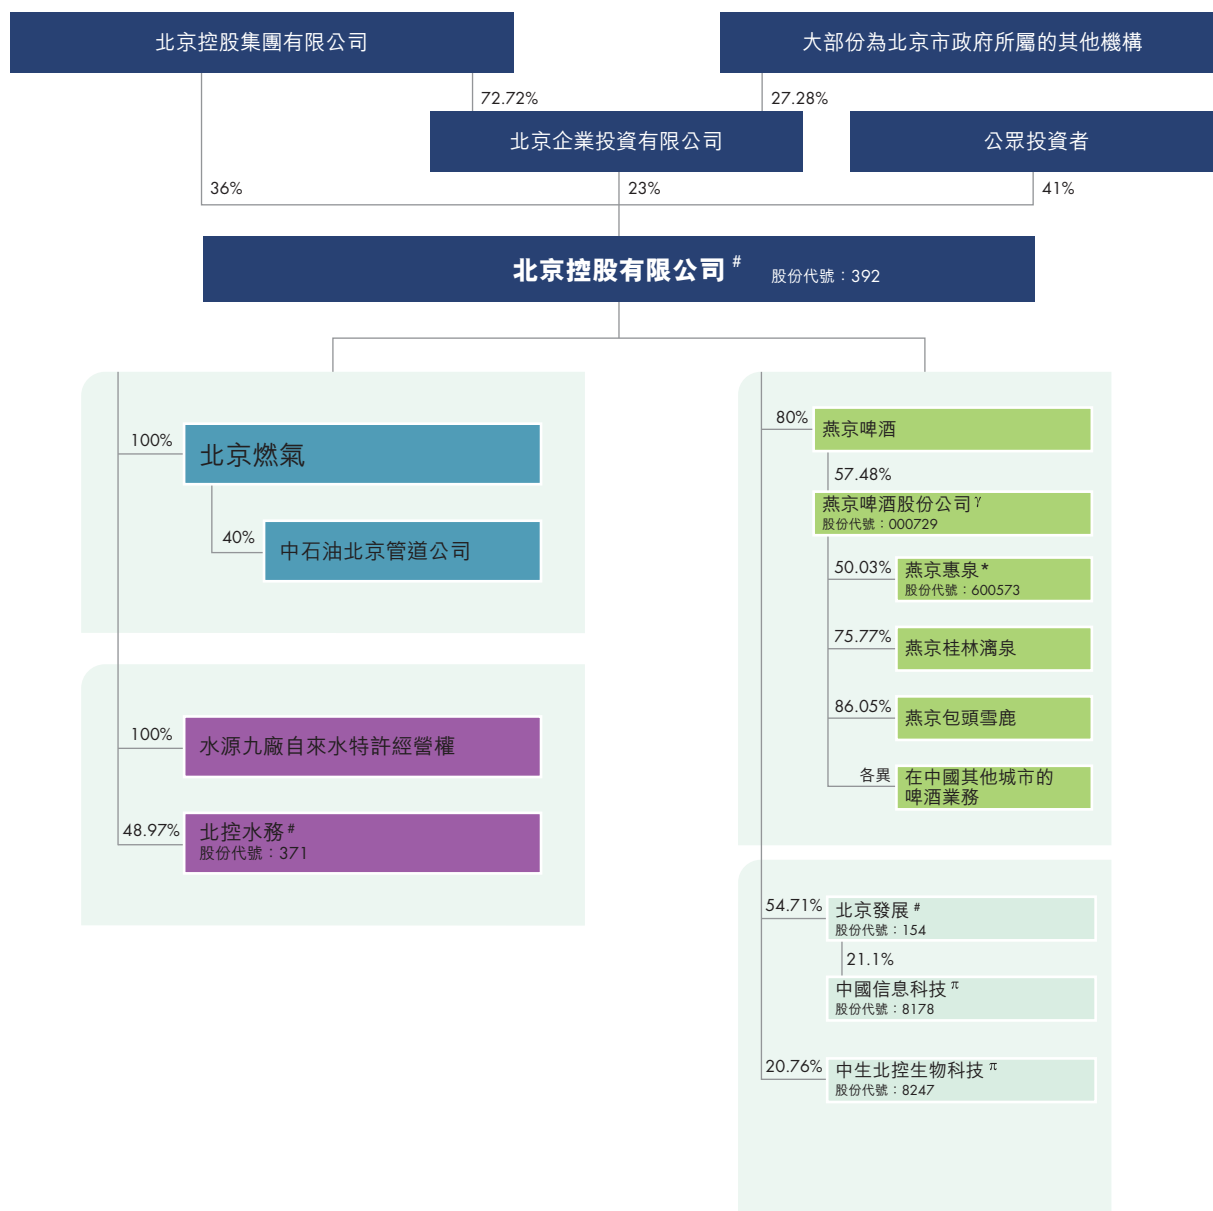 北京控股集團有限公司
大部份為北京市政府所屬的其他機構
72.72%
27.28%
北京企業投資有限公司
公眾投資者
36%
23%
41%
北京控股有限公司 # 股份代號：392
100%
北京燃氣
40%
中石油北京管道公司
100%
水源九廠自來水特許經營權
48.97%
北控水務 #
股份代號：371
80%
燕京啤酒
57.48%
燕京啤酒股份公司 γ
股份代號：000729
50.03%
燕京惠泉*
股份代號：600573
75.77%
燕京桂林漓泉
86.05%
燕京包頭雪鹿
各異
在中國其他城市的
啤酒業務
54.71%
北京發展 #
股份代號：154
21.1%
中國信息科技 π
股份代號：8178
20.76%
中生北控生物科技 π
股份代號：8247